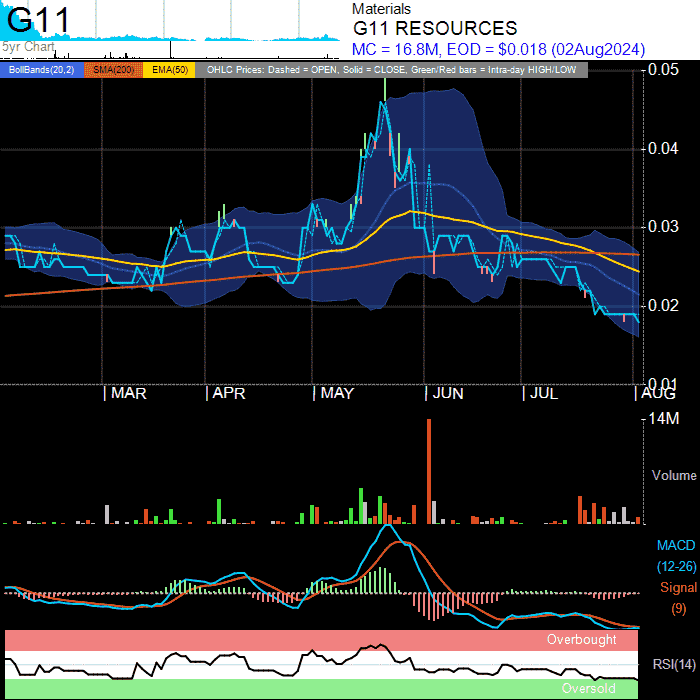 G11
5yr Chart
Materials
G11 RESOURCES
MC = 16.8M, EOD = $0.018 (02Aug2024)
BollBands(20,2) SMA(200) EMA(50) OHLC Prices: Dashed = OPEN, Solid = CLOSE, Green/Red bars = Intra-day HIGH/LOW
0.05
0.04
0.03
0.02
0.01
MAR APR MAY JUN JUL AUG
14M
Volume
MACD
(12-26)
Signal
(9)
Overbought
RSI(14)
Oversold